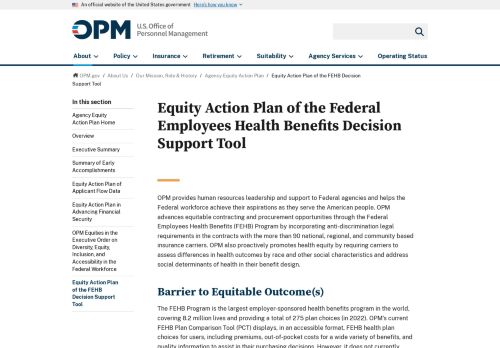 An official website of the United States government Here's how you know
OPM U.S. Office of
Personnel Management
About Policy Insurance Retirement Suitability Agency Services Operating Status
OPM.gov / About Us / Our Mission, Role & History / Agency Equity Action Plan / Equity Action Plan of the FEHB Decision
Support Tool
In this section
Agency Equity
Action Plan Home
Overview
Executive Summary
Summary of Early
Accomplishments
Equity Action Plan of
Applicant Flow Data
Equity Action Plan in
Advancing Financial
Security
OPM Equities in the
Executive Order on
Diversity, Equity,
Inclusion, and
Accessibility in the
Federal Workforce
Equity Action Plan
of the FEHB
Decision Support
Tool
Equity Action Plan of the Federal
Employees Health Benefits Decision
Support Tool
OPM provides human resources leadership and support to Federal agencies and helps the
Federal workforce achieve their aspirations as they serve the American people. OPM
advances equitable contracting and procurement opportunities through the Federal
Employees Health Benefits (FEHB) Program by incorporating anti-discrimination legal
requirements in the contracts with the more than 90 national, regional, and community based
insurance carriers. OPM also proactively promotes health equity by requiring carriers to
assess differences in health outcomes by race and other social characteristics and address
social determinants of health in their benefit design.
Barrier to Equitable Outcome(s)
The FEHB Program is the largest employer-sponsored health benefits program in the world,
covering 8.2 million lives and providing a total of 275 plan choices (in 2022). OPM's current
FEHB Plan Comparison Tool (PCT) displays, in an accessible format, FEHB health plan
choices for users, including premiums, out-of-pocket costs for a wide variety of benefits, and
quality information to assist in their purchasing decisions. However, it does not currently